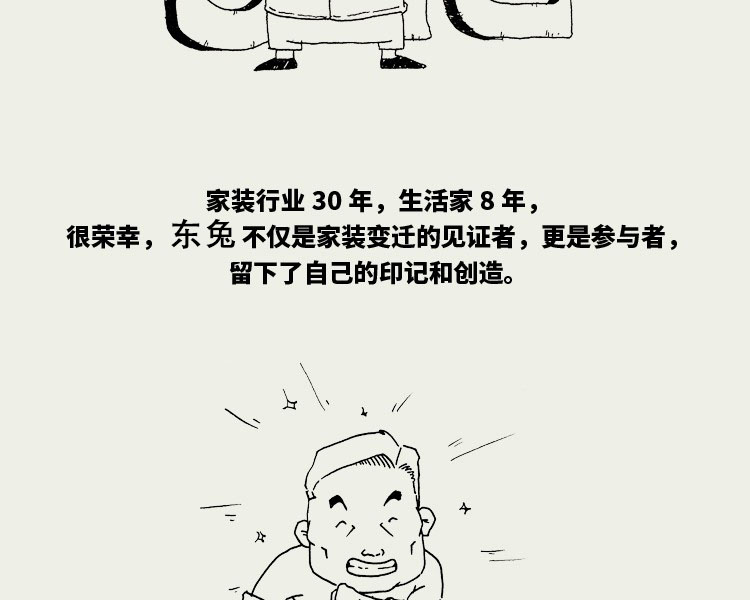 家装行业 30 年，生活家 8 年，
很荣幸，东兔不仅是家装变迁的见证者，更是参与者，
留下了自己的印记和创造。